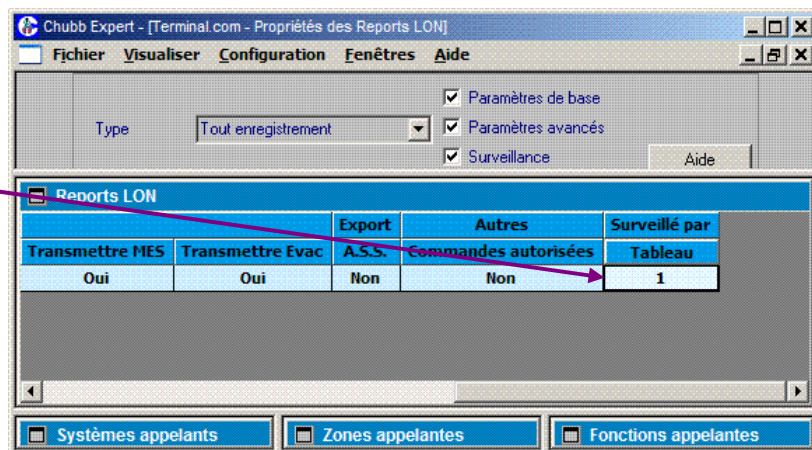 Chubb Expert - [Terminal.com - Propriétés des Reports LON]
Fichier Visualiser Configuration Fenêtres Aide
Paramètres de base
Type Tout enregistrement Paramètres avancés
Surveillance Aide
Reports LON
Export Autres Surveillé par
Transmettre MES Transmettre Evac A.S.S. Commandes autorisées Tableau
Oui Oui Non Non 1
Systèmes appelants Zones appelantes Fonctions appelantes